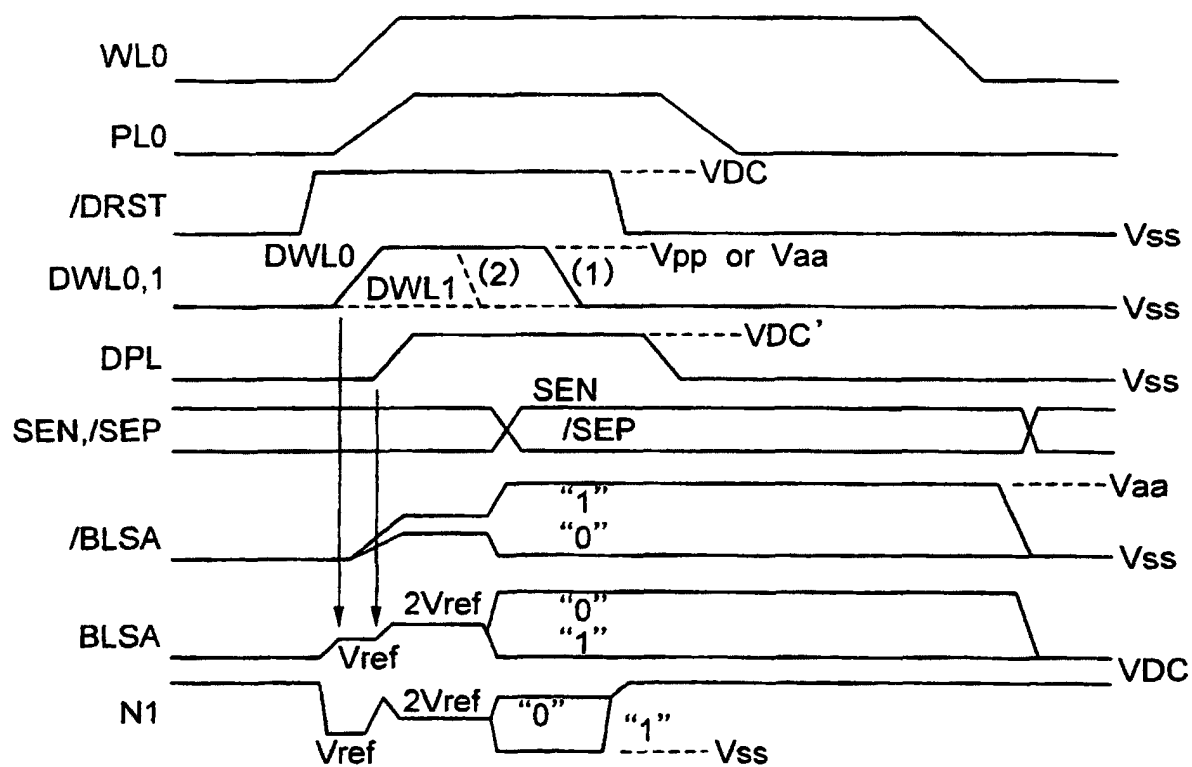 WL0
PL0
/DRST
VDC
Vss
DWL0,1
DWL0
DWL1
(2)
(1)
Vpp or Vaa
Vss
DPL
VDC'
Vss
SEN,/SEP
SEN
/SEP
/BLSA
“1”
“0”
Vaa
Vss
BLSA
Vref
2Vref
“0”
“1”
VDC
N1
Vref
2Vref
“0”
“1”
Vss